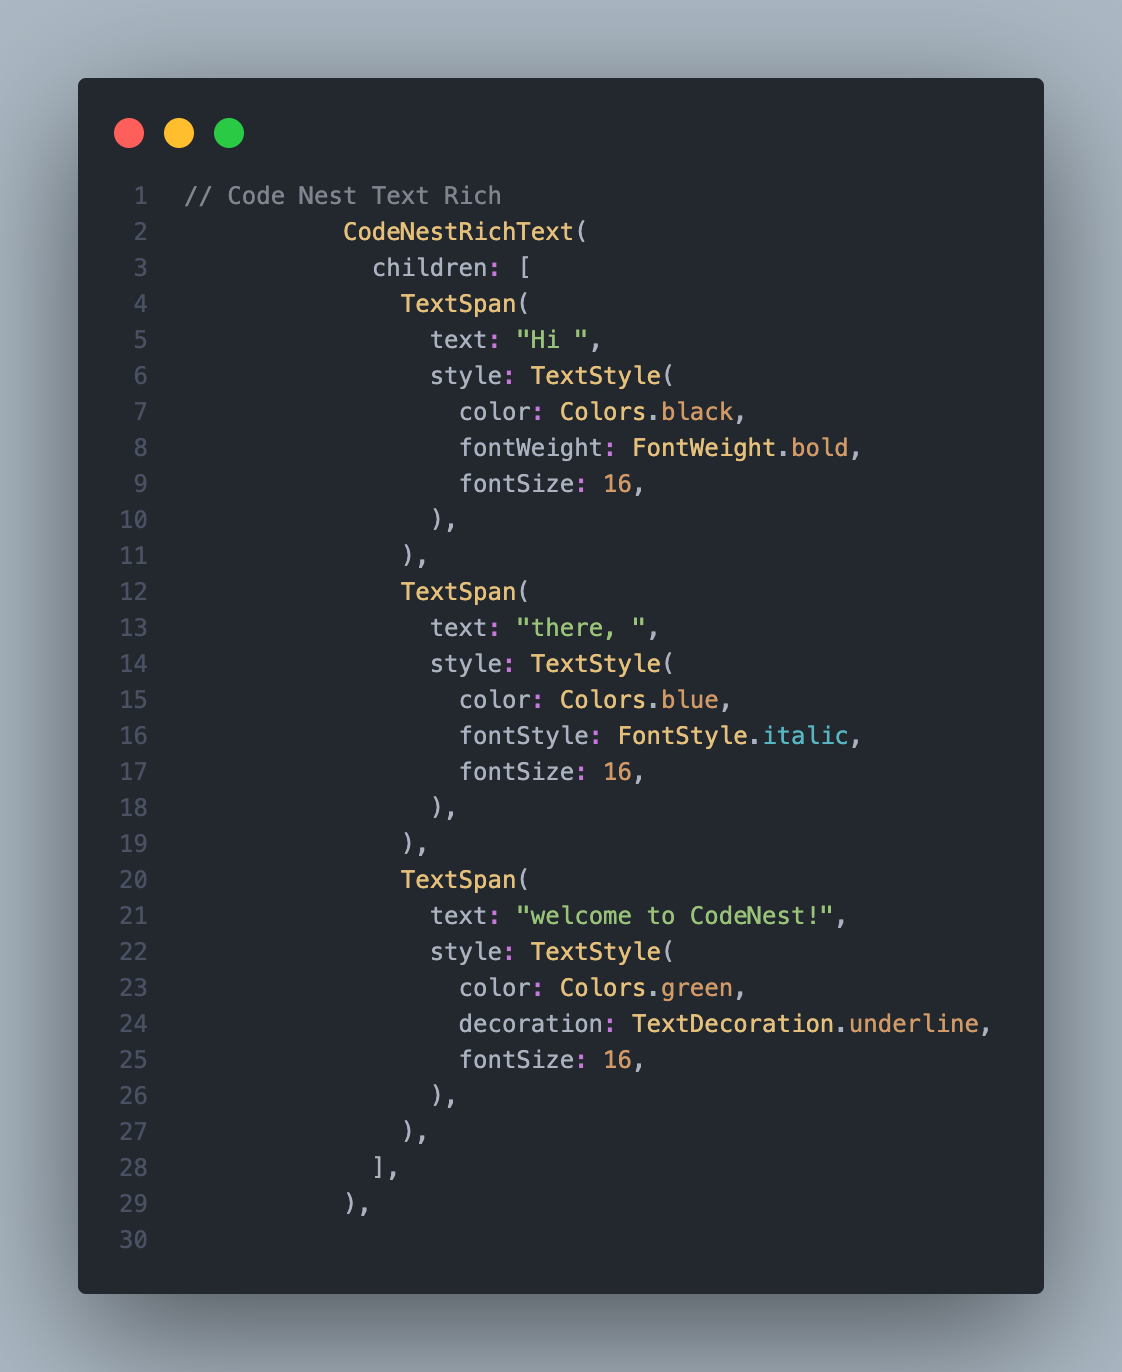 1 // Code Nest Text Rich
2 CodeNestRichText(
3 children: [
4 TextSpan(
5 text: "Hi ",
6 style: TextStyle(
7 color: Colors.black,
8 fontWeight: FontWeight.bold,
9 fontSize: 16,
10 ),
11 ),
12 TextSpan(
13 text: "there, ",
14 style: TextStyle(
15 color: Colors.blue,
16 fontStyle: FontStyle.italic,
17 fontSize: 16,
18 ),
19 ),
20 TextSpan(
21 text: "welcome to CodeNest!",
22 style: TextStyle(
23 color: Colors.green,
24 decoration: TextDecoration.underline,
25 fontSize: 16,
26 ),
27 ),
28 ],
29 ),
30